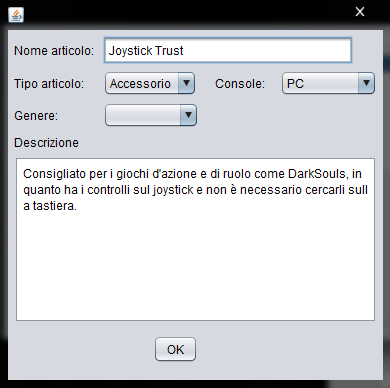 Nome articolo: Joystick Trust
Tipo articolo: Accessorio Console: PC
Genere:
Descrizione
Consigliato per i giochi d'azione e di ruolo come DarkSouls, in
quanto ha i controlli sul joystick e non è necessario cercarli sull
a tastiera.
OK